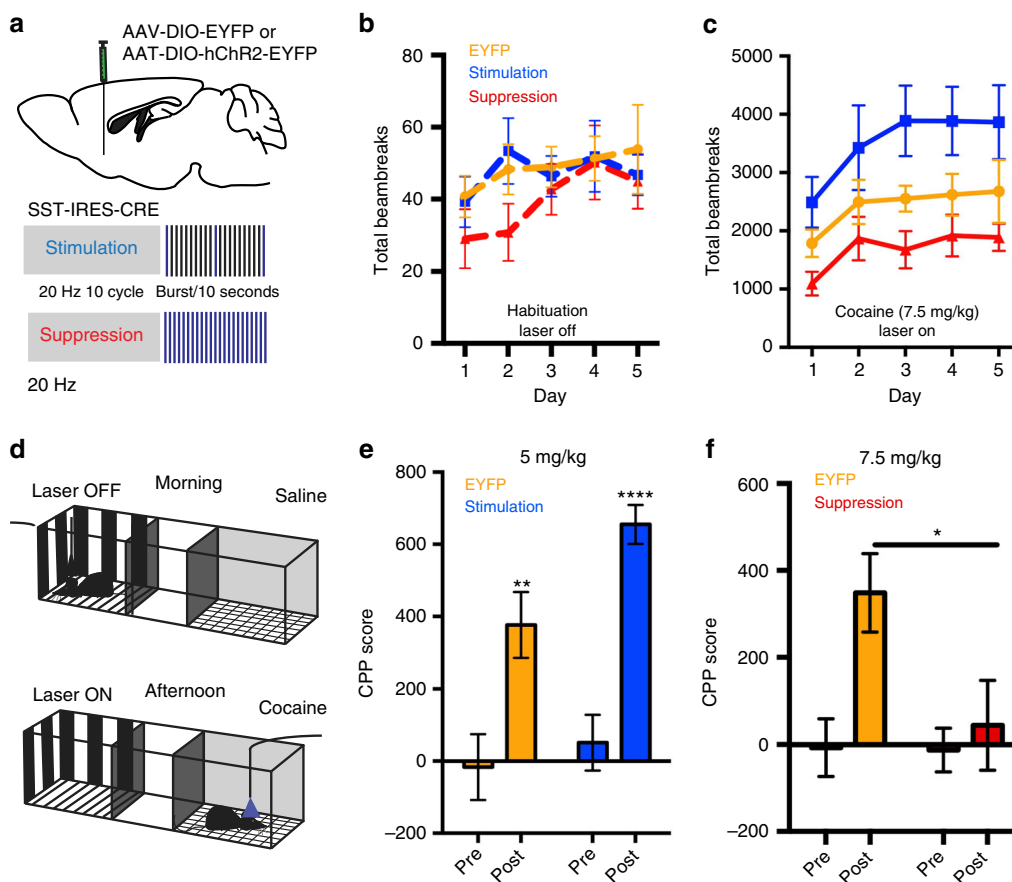 a
AAV-DIO-EYFP or
AAT-DIO-hChR2-EYFP
SST-IRES-CRE
Stimulation
20 Hz 10 cycle Burst/10 seconds
Suppression
20 Hz
b
EYFP
Stimulation
Suppression
Total beambreaks
80
60
40
20
0
Habituation
laser off
1 2 3 4 5
Day
c
Total beambreaks
5000
4000
3000
2000
1000
0
Cocaine (7.5 mg/kg)
laser on
1 2 3 4 5
Day
d
Laser OFF Morning Saline
Laser ON Afternoon Cocaine
e
5 mg/kg
EYFP
Stimulation
CPP score
800
600
400
200
0
−200
**
****
Pre Post Pre Post
f
7.5 mg/kg
EYFP
Suppression
CPP score
600
400
200
0
−200
*
Pre Post Pre Post